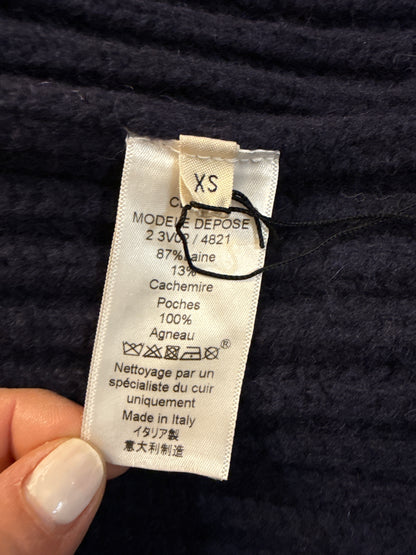 XS
MODELE DEPOSE
2 3V02 / 4821
87% Laine
13%
Cachemire
Poches
100%
Agneau
®
Nettoyage par un
spécialiste du cuir
uniquement
Made in Italy
イタリア製
意大利制造